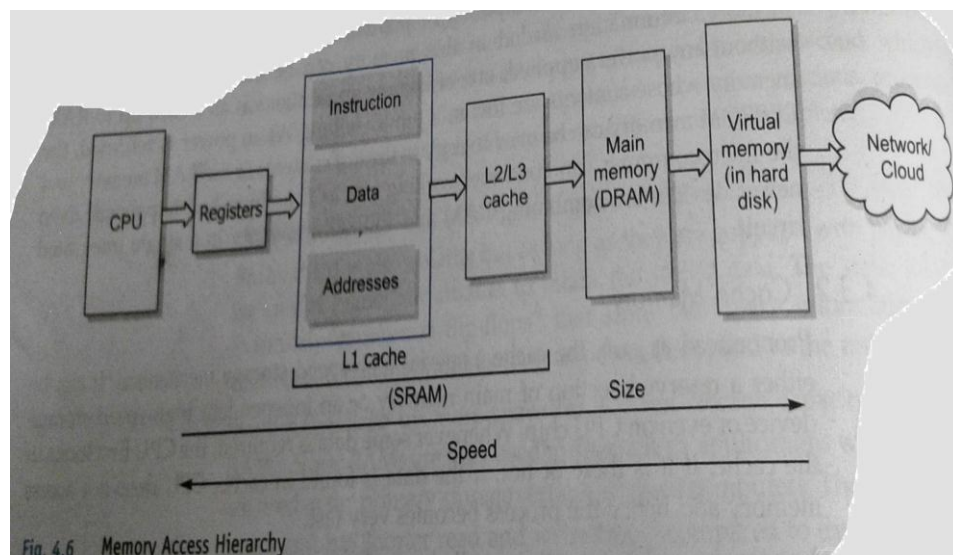 Instruction
Data
Addresses
CPU
Registers
L2/L3
cache
Main
memory
(DRAM)
Virtual
memory
(in hard
disk)
Network/
Cloud
L1 cache
(SRAM)
Size
Speed
Fig. 4.6 Memory Access Hierarchy